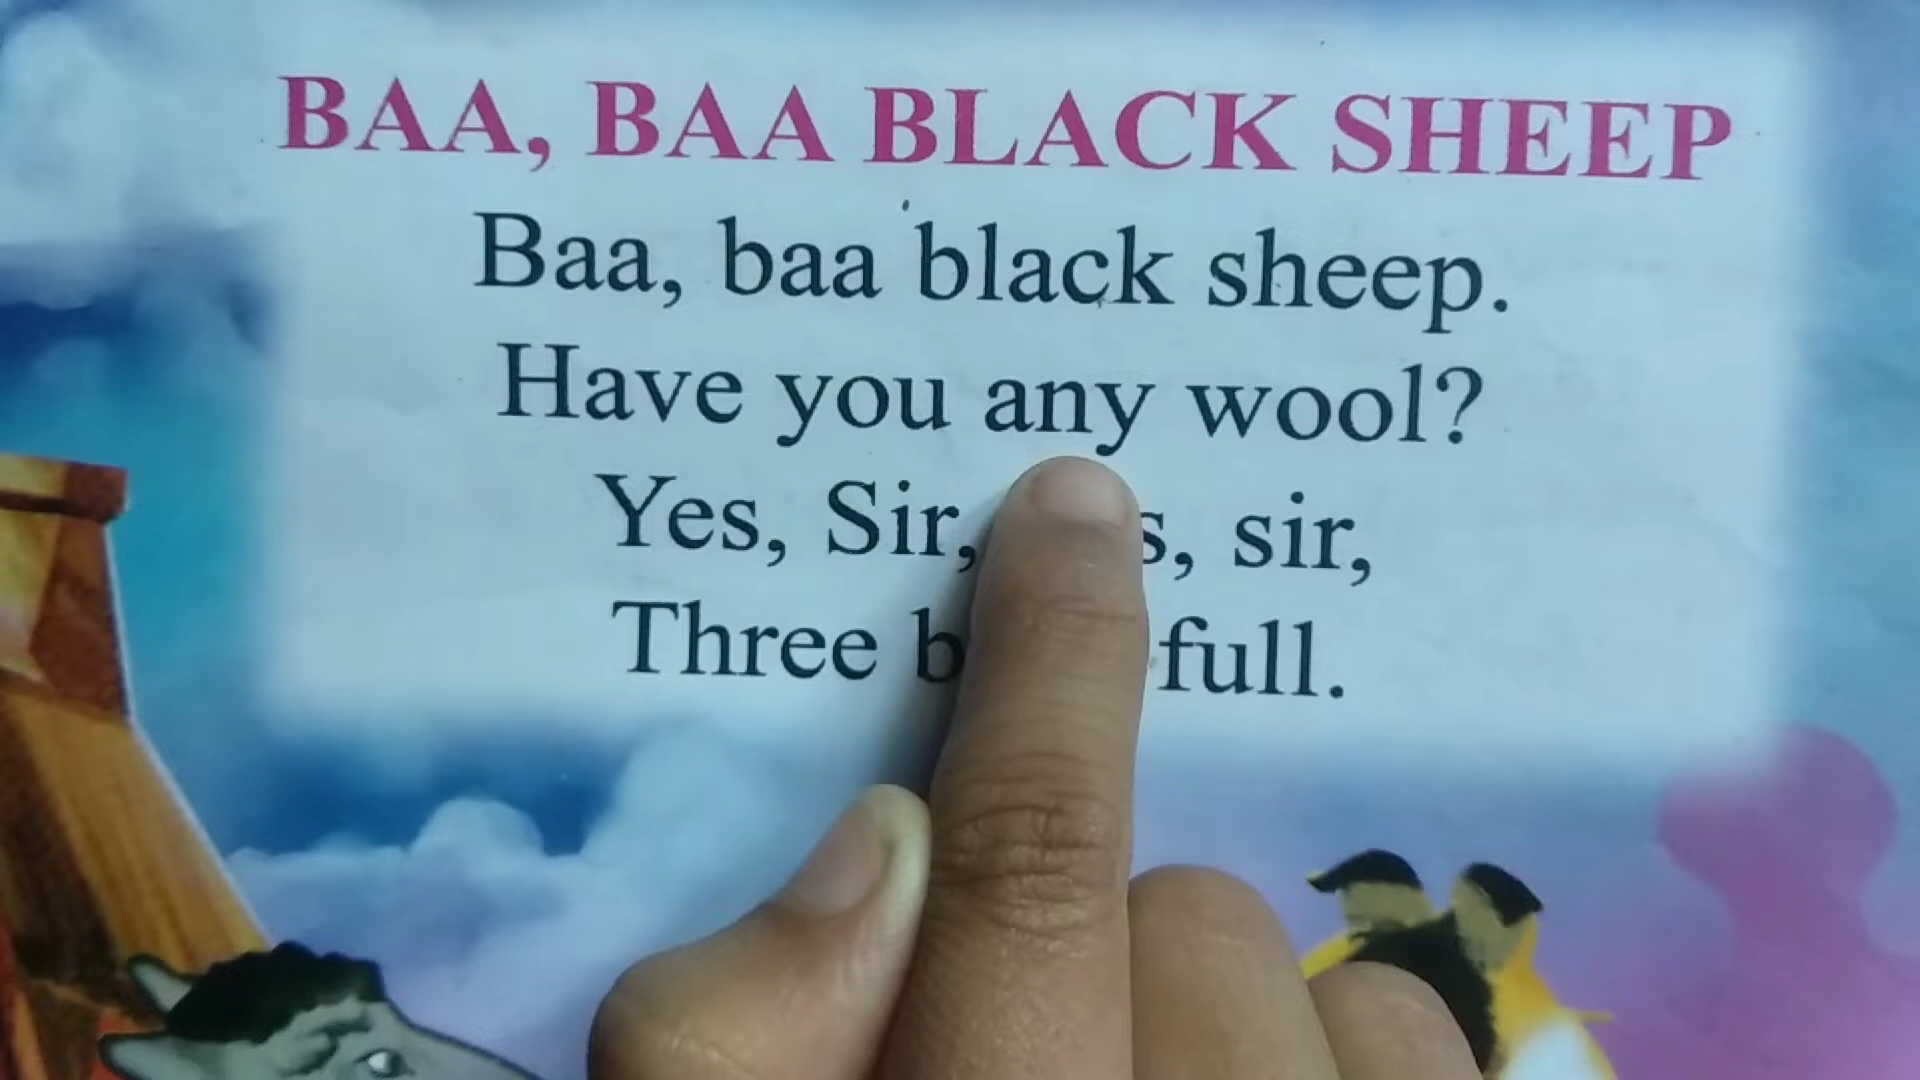 BAA, BAA BLACK SHEEP
Baa, baa black sheep.
Have you any wool?
Yes, Sir, sir,
Three full.